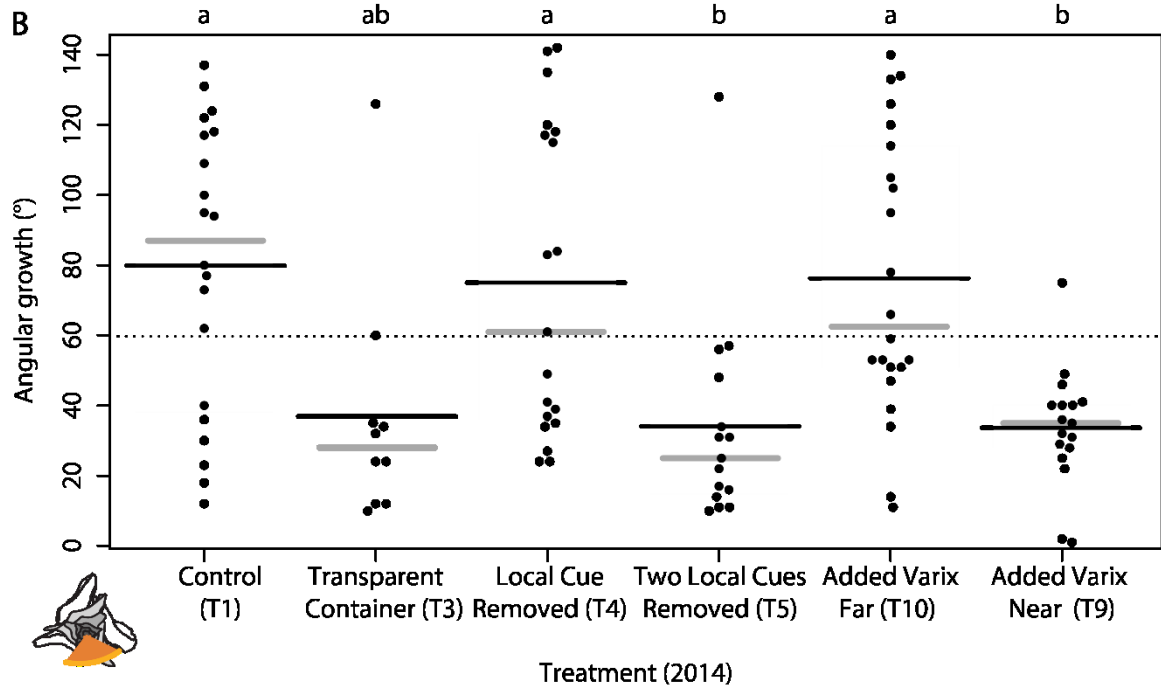 B
a ab a b a b
Angular growth (°)
140
120
100
80
60
40
20
0
Control Transparent Local Cue Two Local Cues Added Varix Added Varix
(T1) Container (T3) Removed (T4) Removed (T5) Far (T10) Near (T9)
Treatment (2014)